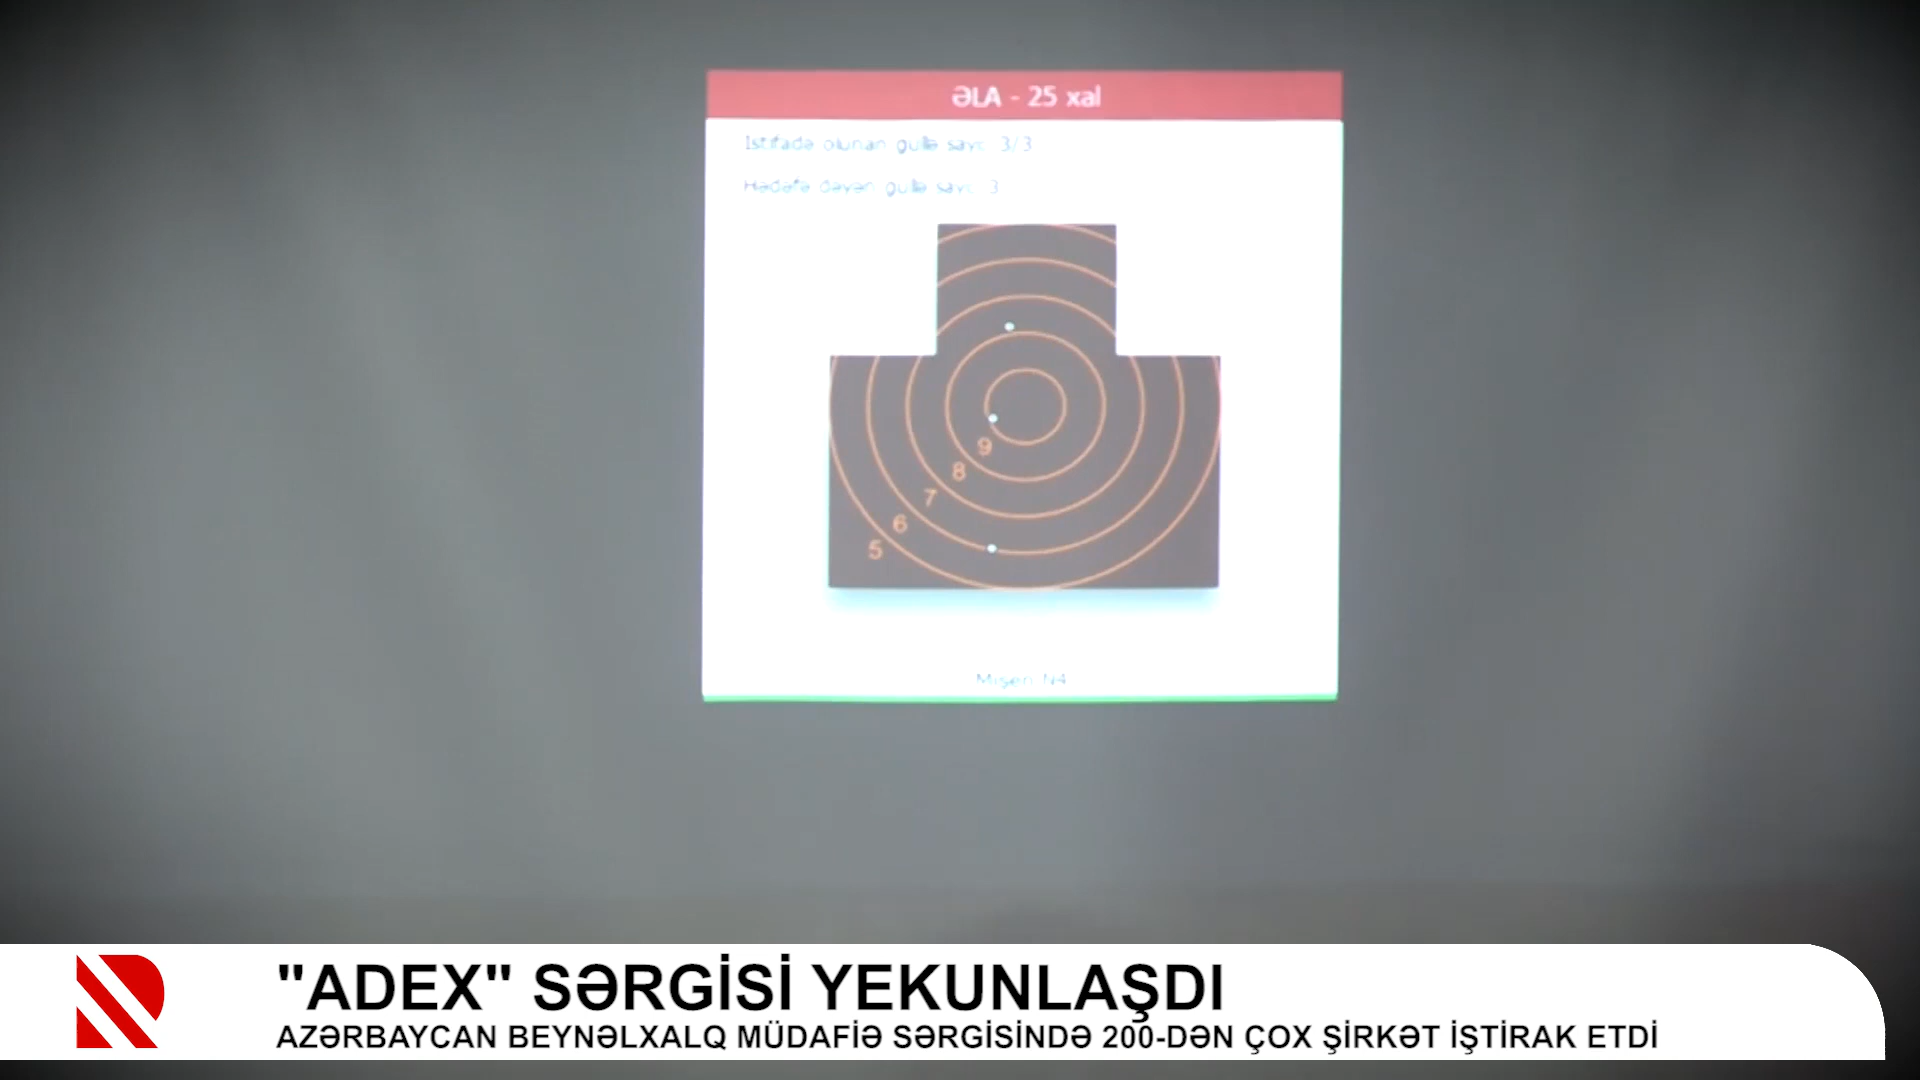 ƏLA - 25 xal
İstifadə olunan güllə sayı: 3/3
Hədəfə dəyən güllə sayı: 3
9
8
7
6
5
Mişen N4
"ADEX" SƏRGİSİ YEKUNLAŞDI
AZƏRBAYCAN BEYNƏLXALQ MÜDAFİƏ SƏRGİSİNDƏ 200-DƏN ÇOX ŞİRKƏT İŞTİRAK ETDİ